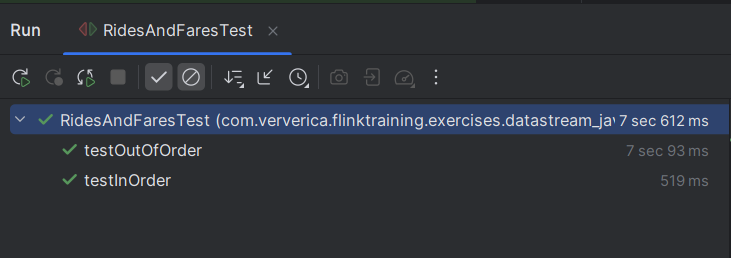 Run RidesAndFaresTest
RidesAndFaresTest (com.ververica.flinktraining.exercises.datastream_ja 7 sec 612 ms
testOutOfOrder 7 sec 93 ms
testInOrder 519 ms